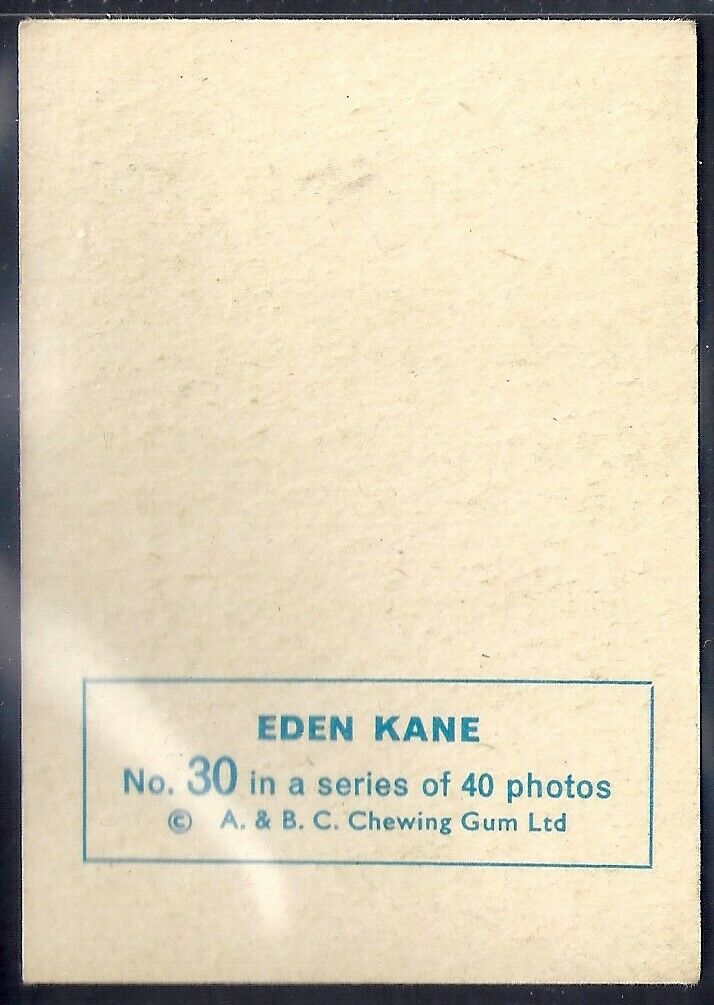 EDEN KANE
No. 30 in a series of 40 photos
© A. & B. C. Chewing Gum Ltd